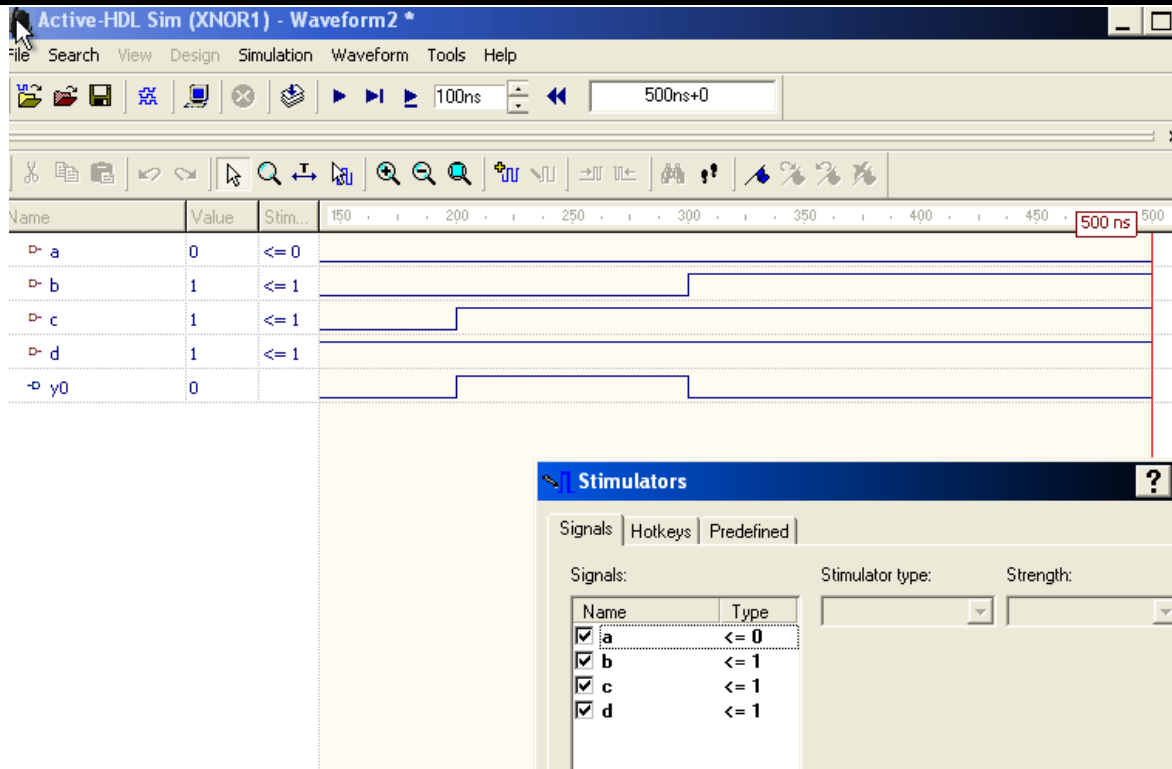 Active-HDL Sim (XNOR1) - Waveform2 *
File Search View Design Simulation Waveform Tools Help
100ns 500ns+0
Name Value Stim... 150 200 250 300 350 400 450 500 ns 500
a 0 <= 0
b 1 <= 1
c 1 <= 1
d 1 <= 1
y0 0
Stimulators ?
Signals Hotkeys Predefined
Signals: Stimulator type: Strength:
Name Type
a <= 0
b <= 1
c <= 1
d <= 1